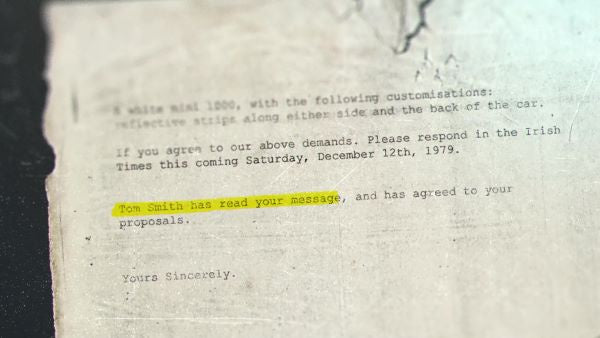 A white mini 1000, with the following customisations:
reflective strips along either side and the back of the car.
If you agree to our above demands. Please respond in the Irish
Times this coming Saturday, December 12th, 1979.
Tom Smith has read your message, and has agreed to your
proposals.
Yours Sincerely.